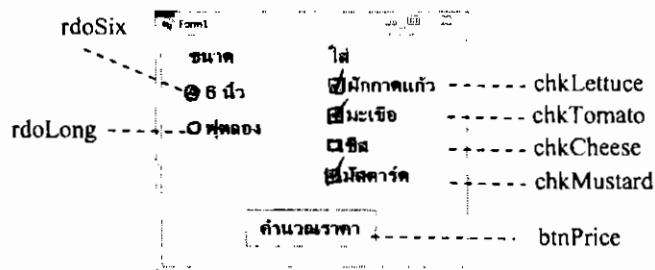 rdoSix
Form1
ขนาด
ใส่
6 นิ้ว
ผักกาดแก้ว
chkLettuce
rdoLong
ฟุตลอง
มะเขือ
chkTomato
ชีส
chkCheese
มัสตาร์ด
chkMustard
คำนวณราคา
btnPrice